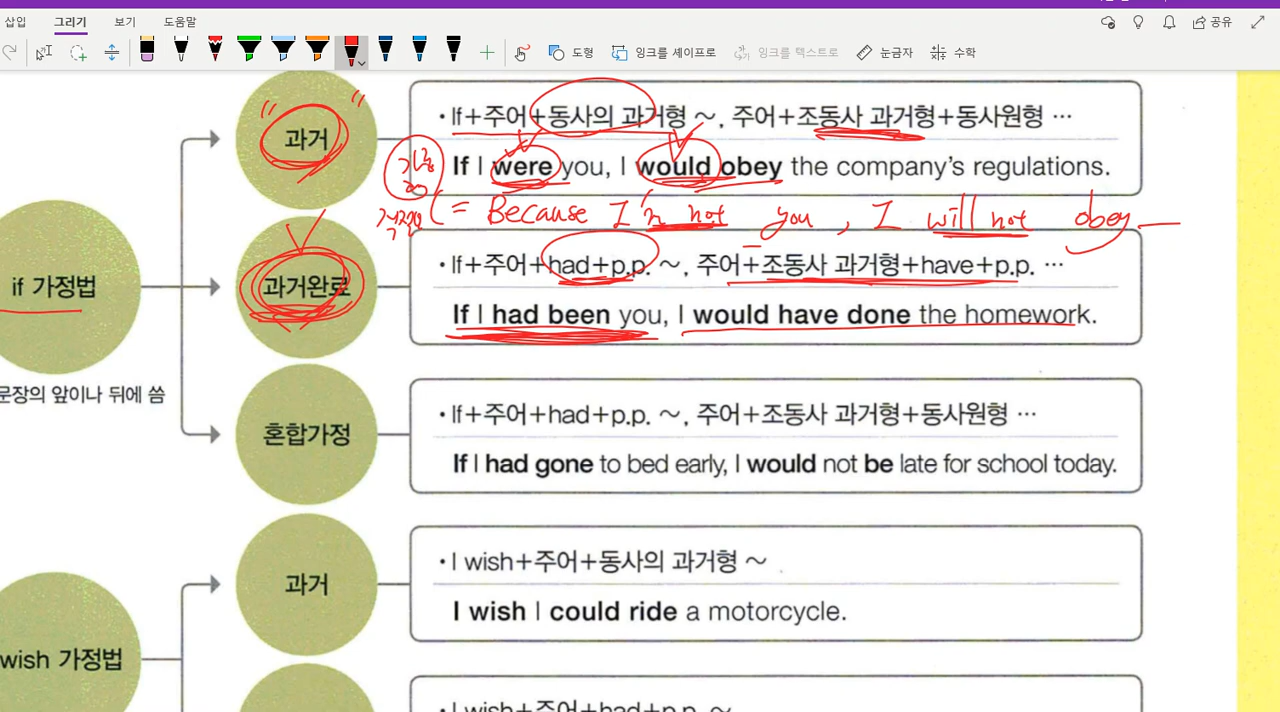 삽입 그리기 보기 도움말 공유
도형 잉크를 셰이프로 잉크를 텍스트로 눈금자 수학
과거
• If+주어+동사의 과거형 ～, 주어+조동사 과거형+동사원형 …
If I were you, I would obey the company's regulations.
(= Because I'm not you, I will not obey
if 가정법
문장의 앞이나 뒤에 씀
과거완료
• If+주어+had+p.p. ～, 주어+조동사 과거형+have+p.p. …
If I had been you, I would have done the homework.
혼합가정
• If+주어+had+p.p. ～, 주어+조동사 과거형+동사원형 …
If I had gone to bed early, I would not be late for school today.
wish 가정법
과거
• I wish+주어+동사의 과거형 ～
I wish I could ride a motorcycle.
• I wish+주어+had+p.p. ～